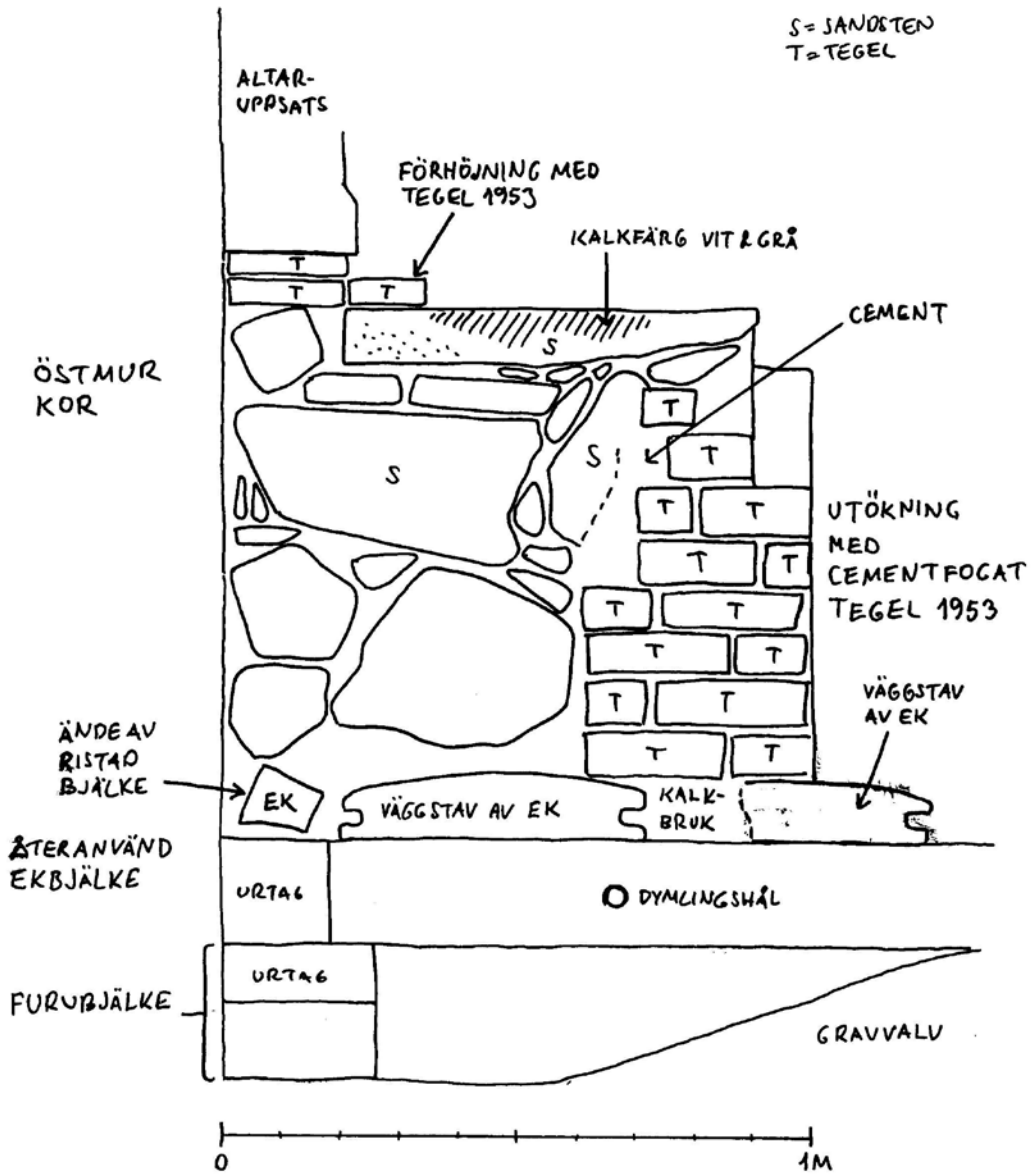 S = SANDSTEN
T = TEGEL
ALTAR-
UPPSATS
FÖRHÖJNING MED
TEGEL 1953
KALKFÄRG VIT & GRÅ
T
T
T
CEMENT
S
ÖSTMUR
KOR
T
S
S
T
T
T
UTÖKNING
MED
CEMENTFOGAT
TEGEL 1953
T
T
T
T
T
T
T
T
VÄGGSTAV
AV EK
T
T
ÄNDE AV
RISTAD
BJÄLKE
EK
VÄGGSTAV AV EK
KALK-
BRUK
ÅTERANVÄND
EKBJÄLKE
URTAG
DYMLINGSHÅL
URTAG
FURUBJÄLKE
GRAVVALV
0
1M